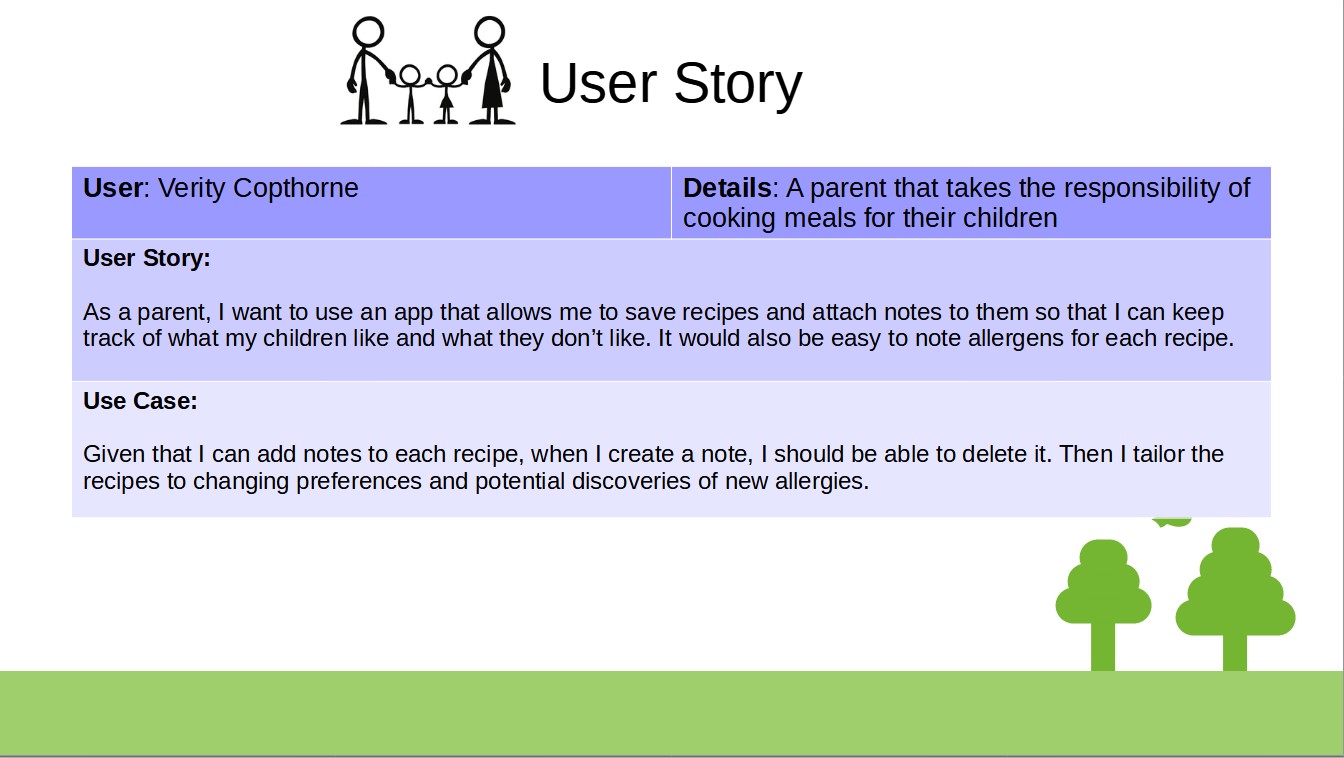 User Story
User: Verity Copthorne
Details: A parent that takes the responsibility of
cooking meals for their children
User Story:
As a parent, I want to use an app that allows me to save recipes and attach notes to them so that I can keep
track of what my children like and what they don’t like. It would also be easy to note allergens for each recipe.
Use Case:
Given that I can add notes to each recipe, when I create a note, I should be able to delete it. Then I tailor the
recipes to changing preferences and potential discoveries of new allergies.